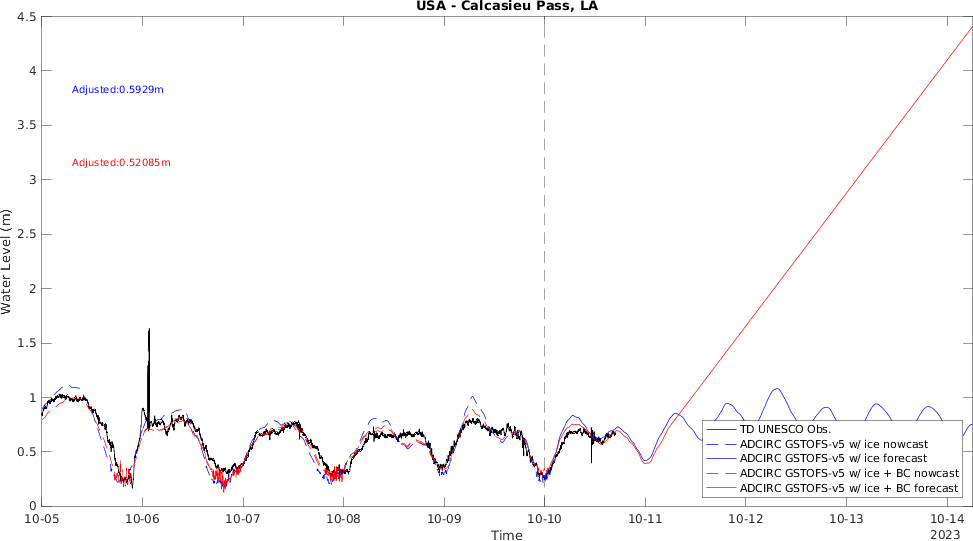 USA - Calcasieu Pass, LA
4.5
4
3.5
3
2.5
2
1.5
1
0.5
0
Water Level (m)
Adjusted:0.5929m
Adjusted:0.52085m
TD UNESCO Obs.
ADCIRC GSTOFS-v5 w/ ice nowcast
ADCIRC GSTOFS-v5 w/ ice forecast
ADCIRC GSTOFS-v5 w/ ice + BC nowcast
ADCIRC GSTOFS-v5 w/ ice + BC forecast
10-05 10-06 10-07 10-08 10-09 10-10 10-11 10-12 10-13 10-14
2023
Time